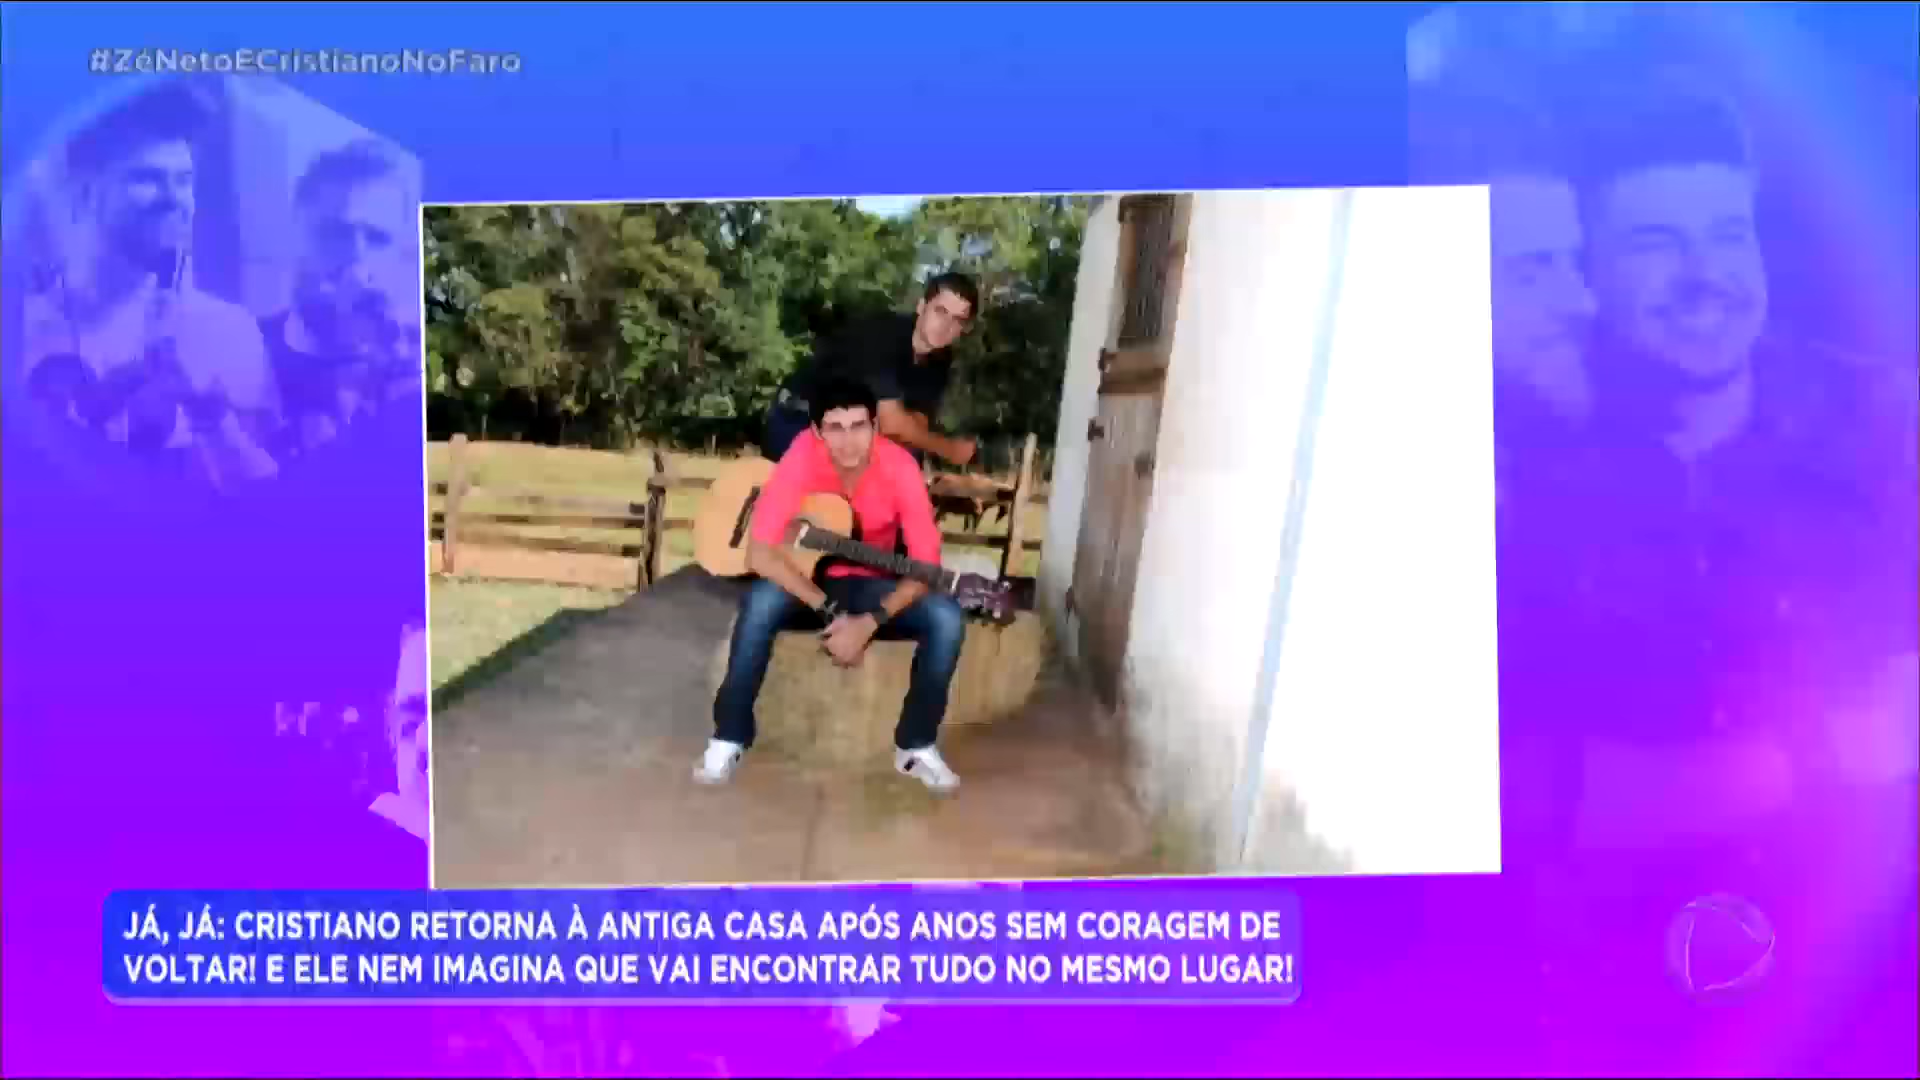 #ZéNetoECristianoNoFaro
JÁ, JÁ: CRISTIANO RETORNA À ANTIGA CASA APÓS ANOS SEM CORAGEM DE
VOLTAR! E ELE NEM IMAGINA QUE VAI ENCONTRAR TUDO NO MESMO LUGAR!